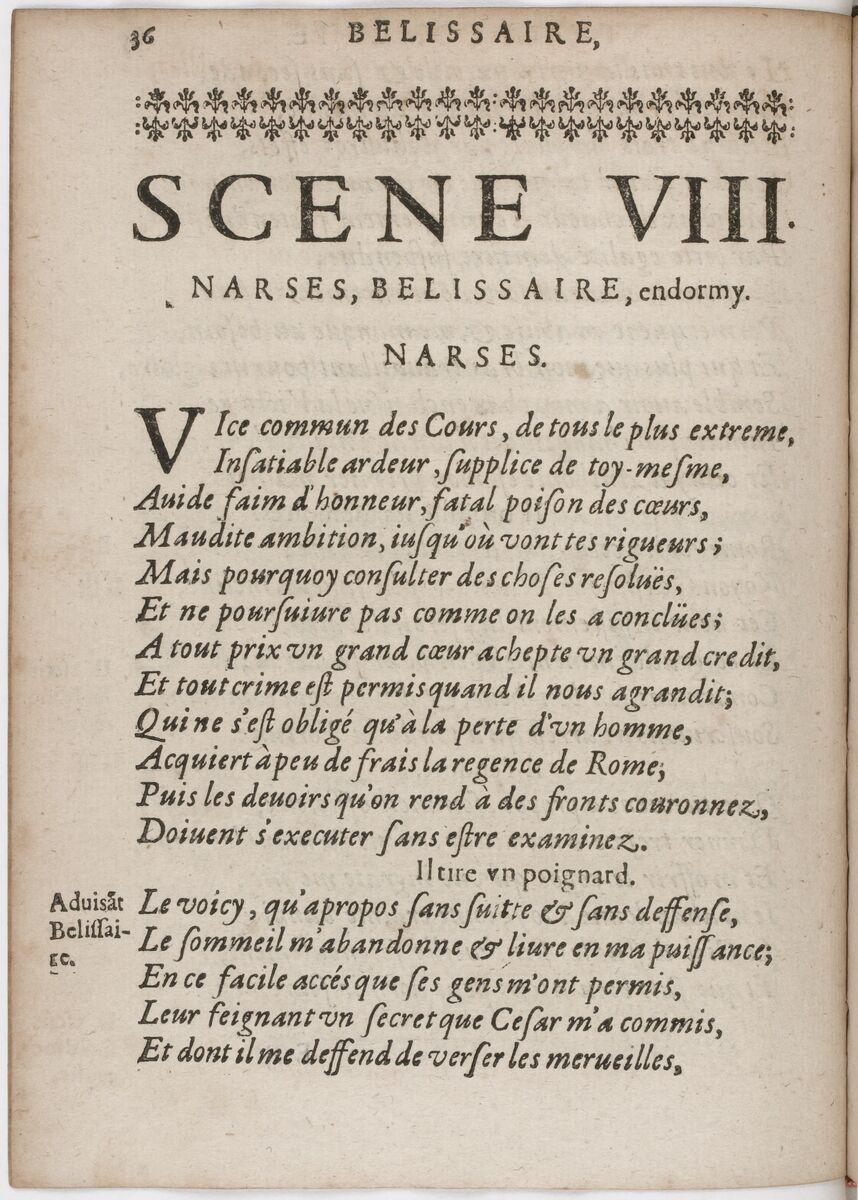 36 BELISSAIRE,
SCENE VIII.
NARSES, BELISSAIRE, endormy.
NARSES.
VIce commun des Cours, de tous le plus extreme,
Inſatiable ardeur, ſupplice de toy-meſme,
Auide faim d'honneur, fatal poiſon des cœurs,
Maudite ambition, iuſqu'où vont tes rigueurs;
Mais pourquoy conſulter des choſes reſoluës,
Et ne pourſuiure pas comme on les a conclües;
A tout prix vn grand cœur achepte vn grand credit,
Et tout crime eſt permis quand il nous agrandit;
Qui ne s'eſt obligé qu'à la perte d'vn homme,
Acquiert à peu de frais la regence de Rome;
Puis les deuoirs qu'on rend à des fronts couronnez,
Doiuent s'executer ſans eſtre examinez.
Il tire vn poignard.
Aduisãt
Beliſſai-
re.
Le voicy, qu'apropos ſans ſuitte & ſans deffenſe,
Le ſommeil m'abandonne & liure en ma puiſſance;
En ce facile accés que ſes gens m'ont permis,
Leur feignant vn ſecret que Ceſar m'a commis,
Et dont il me deffend de verſer les merueilles,